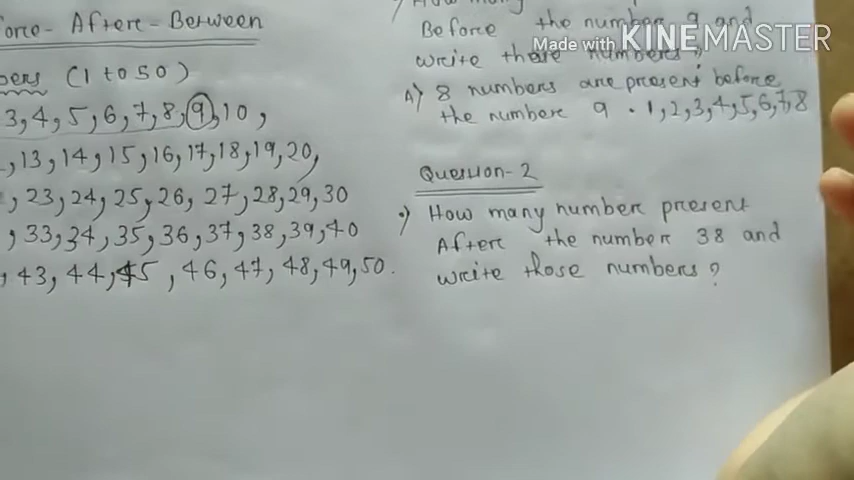 After - Between
(1 to 50)
3, 4, 5, 6, 7, 8, 9, 10,
13, 14, 15, 16, 17, 18, 19, 20,
, 23, 24, 25, 26, 27, 28, 29, 30
, 33, 34, 35, 36, 37, 38, 39, 40
, 43, 44, 45, 46, 47, 48, 49, 50.
Before the number 9 and
write these numbers?
Made with KINEMASTER
A) 8 numbers are present before
the number 9 . 1, 2, 3, 4, 5, 6, 7, 8
Question-2
How many number present
After the number 38 and
write those numbers?